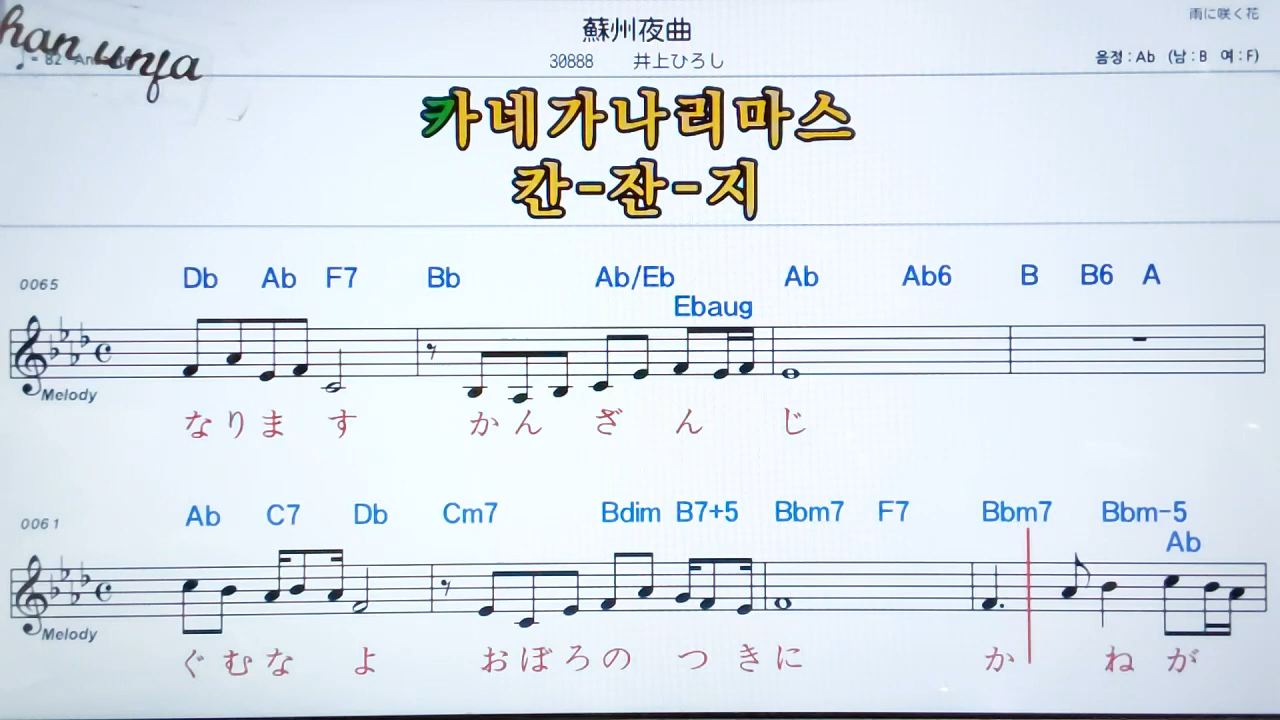 han unfa
蘇州夜曲
雨に咲く花
30888 井上ひろし
음정 : Ab (남 : B 여 : F)
카네가나리마스
칸-잔-지
0065
Db Ab F7 Bb Ab/Eb Ab Ab6 B B6 A
Ebaug
Melody
なります かんざんじ
0061
Ab C7 Db Cm7 Bdim B7+5 Bbm7 F7 Bbm7 Bbm-5
Ab
Melody
ぐむな よ おぼろの つきに か ねが